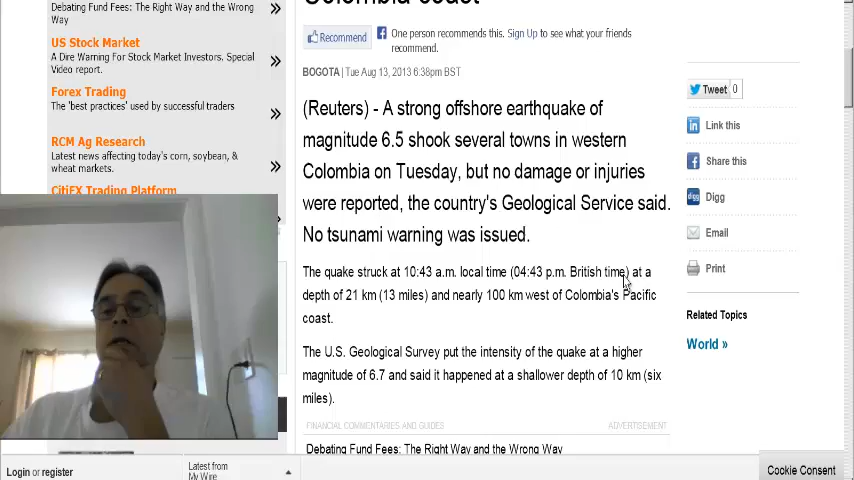 Debating Fund Fees: The Right Way and the Wrong
Way
US Stock Market
A Dire Warning For Stock Market Investors. Special
Video report.
Forex Trading
The 'best practices' used by successful traders
RCM Ag Research
Latest news affecting today's corn, soybean, &
wheat markets.
CitiFX Trading Platform
Colombia coast
Recommend
One person recommends this. Sign Up to see what your friends
recommend.
BOGOTA | Tue Aug 13, 2013 6:38pm BST
(Reuters) - A strong offshore earthquake of
magnitude 6.5 shook several towns in western
Colombia on Tuesday, but no damage or injuries
were reported, the country's Geological Service said.
No tsunami warning was issued.
The quake struck at 10:43 a.m. local time (04:43 p.m. British time) at a
depth of 21 km (13 miles) and nearly 100 km west of Colombia's Pacific
coast.
The U.S. Geological Survey put the intensity of the quake at a higher
magnitude of 6.7 and said it happened at a shallower depth of 10 km (six
miles).
FINANCIAL COMMENTARIES AND GUIDES
ADVERTISEMENT
Debating Fund Fees: The Right Way and the Wrong Way
Tweet 0
Link this
Share this
Digg
Email
Print
Related Topics
World »
Login or register
Latest from
My Wire
Cookie Consent